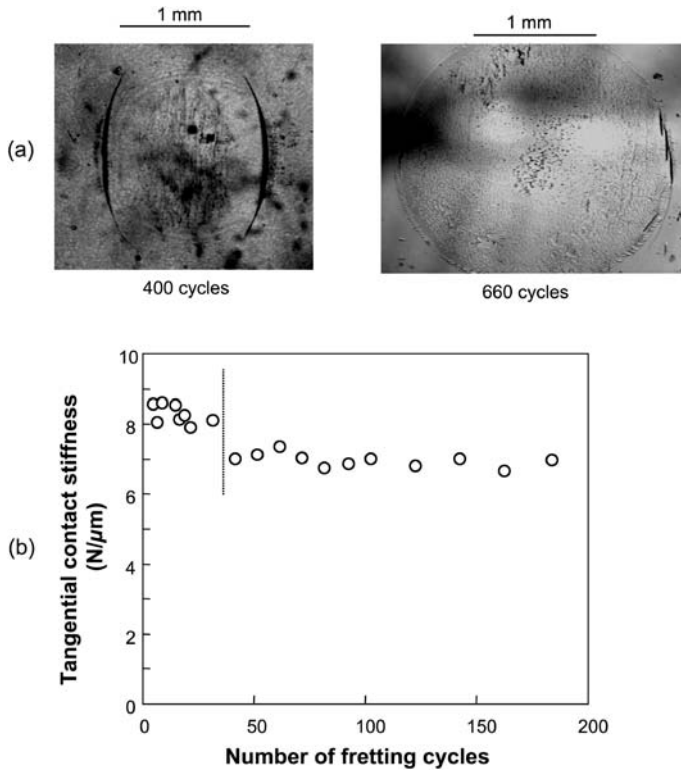 1 mm
1 mm
(a)
400 cycles
660 cycles
10
8
6
4
2
0
Tangential contact stiffness
(N/µm)
(b)
0
50
100
150
200
Number of fretting cycles